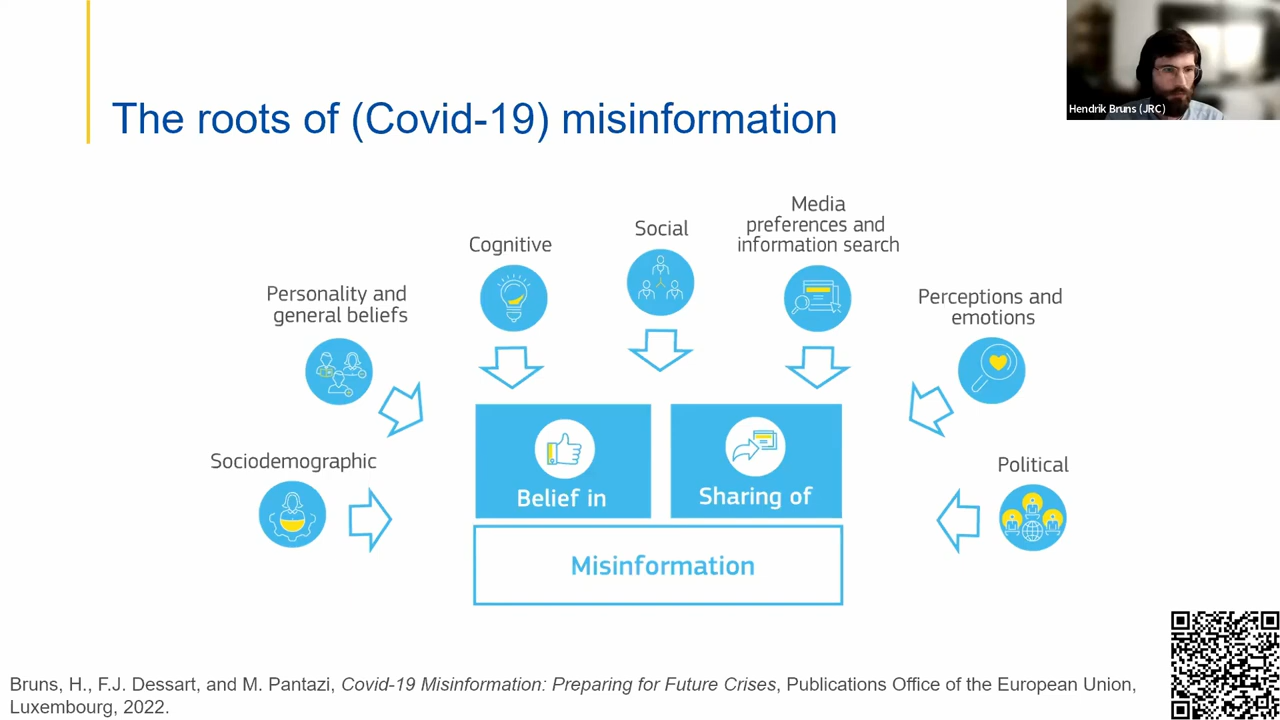 Hendrik Bruns (JRC)
The roots of (Covid-19) misinformation
Media
preferences and
information search
Social
Cognitive
Personality and
general beliefs
Perceptions and
emotions
Sociodemographic
Political
Belief in
Sharing of
Misinformation
Bruns, H., F.J. Dessart, and M. Pantazi, Covid-19 Misinformation: Preparing for Future Crises, Publications Office of the European Union,
Luxembourg, 2022.